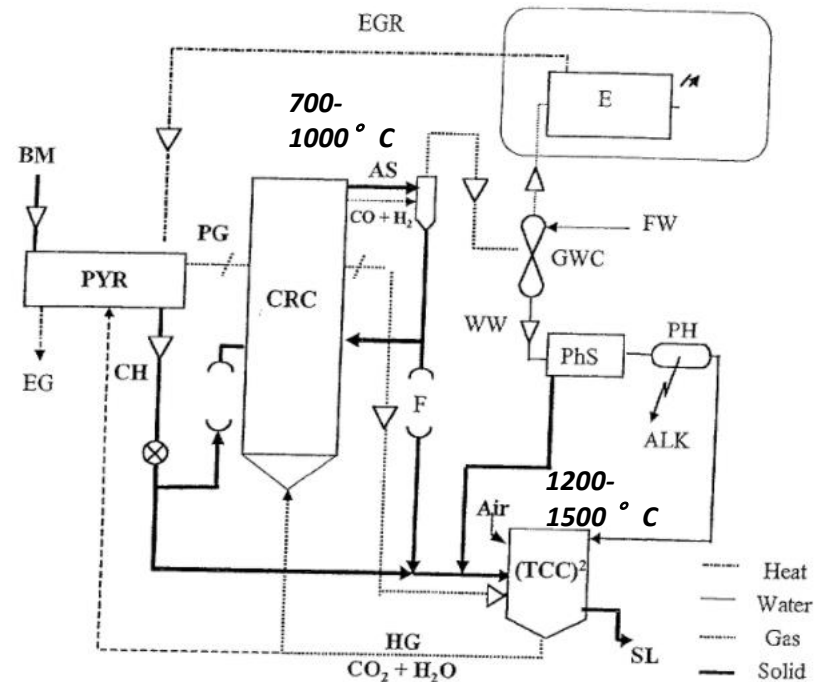 EGR
E
700-
1000° C
BM
AS
CO + H₂
PG
FW
GWC
PYR
CRC
WW
PH
PhS
CH
EG
F
ALK
1200-
1500° C
Air
(TCC)²
Heat
Water
HG
Gas
CO₂ + H₂O
SL
Solid